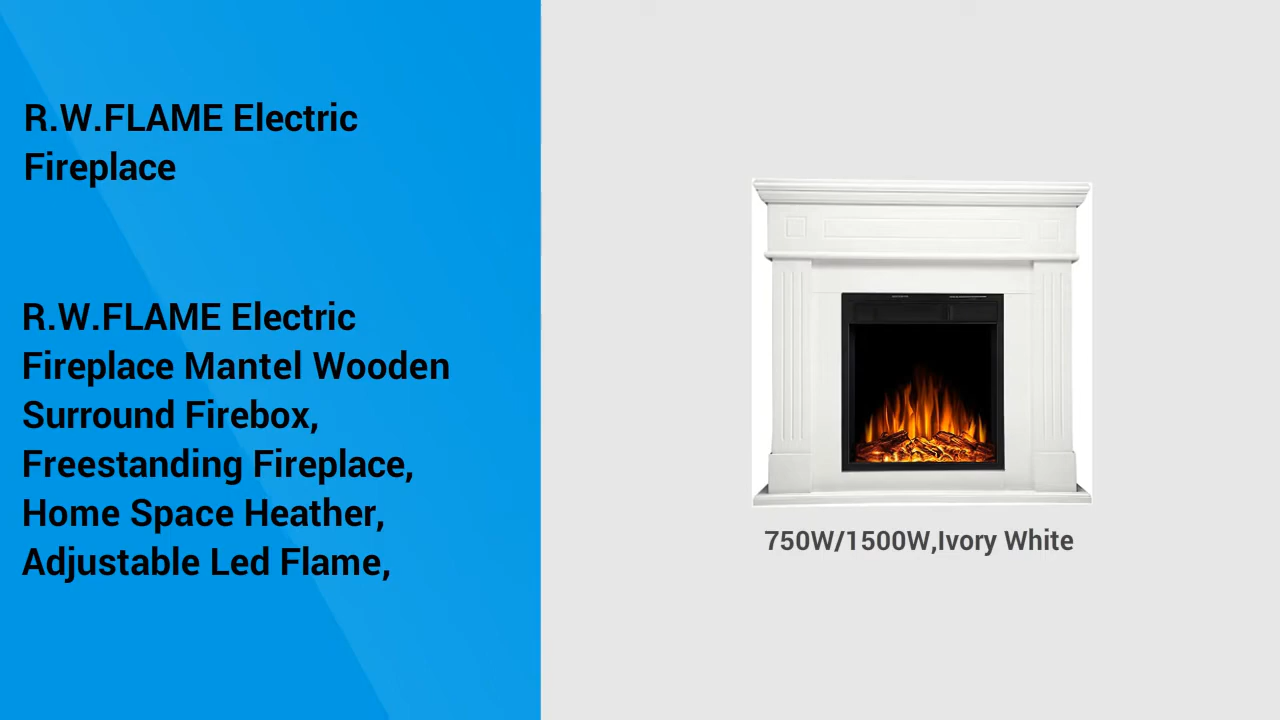 R.W.FLAME Electric
Fireplace
R.W.FLAME Electric
Fireplace Mantel Wooden
Surround Firebox,
Freestanding Fireplace,
Home Space Heather,
Adjustable Led Flame,
750W/1500W,Ivory White